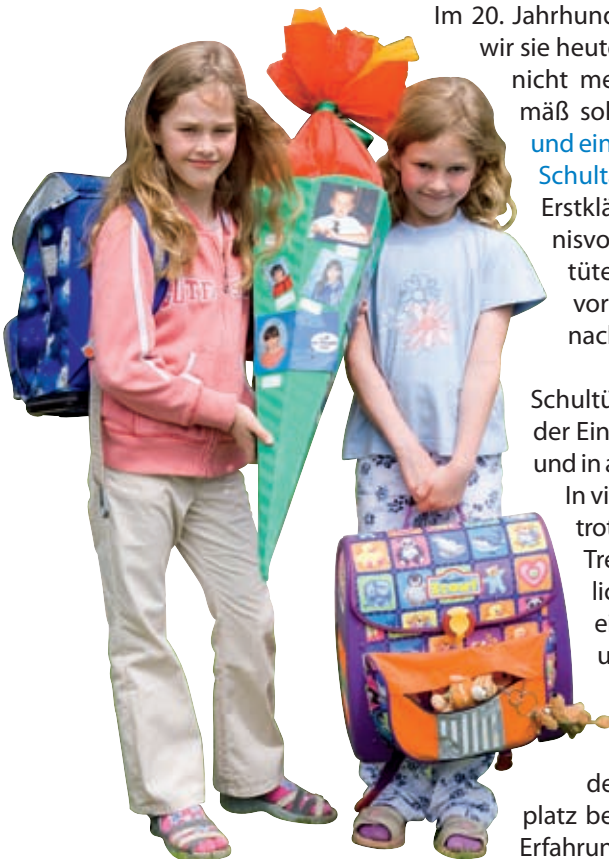 Im 20. Jahrhund
wir sie heute
nicht me
mäß sol
und ein
Schult
Erstklä
nisvo
tüte
vor
nach
Schultü
der Ein
und in a
In vi
trot
Tre
lic
e
u
de
platz be
Erfahrun
Scout